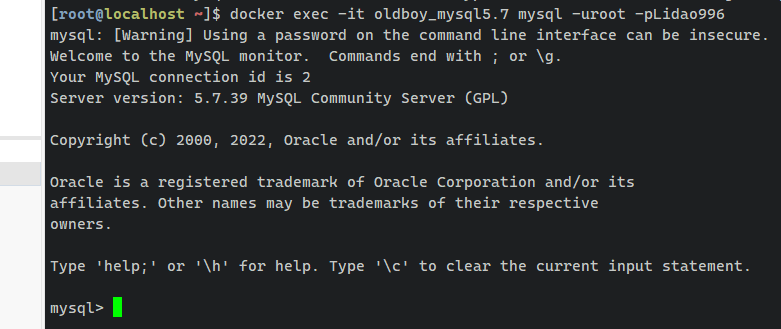 [root@localhost ~]$ docker exec -it oldboy_mysql5.7 mysql -uroot -pLidao996
mysql: [Warning] Using a password on the command line interface can be insecure.
Welcome to the MySQL monitor.  Commands end with ; or \g.
Your MySQL connection id is 2
Server version: 5.7.39 MySQL Community Server (GPL)

Copyright (c) 2000, 2022, Oracle and/or its affiliates.

Oracle is a registered trademark of Oracle Corporation and/or its
affiliates. Other names may be trademarks of their respective
owners.

Type 'help;' or '\h' for help. Type '\c' to clear the current input statement.

mysql>